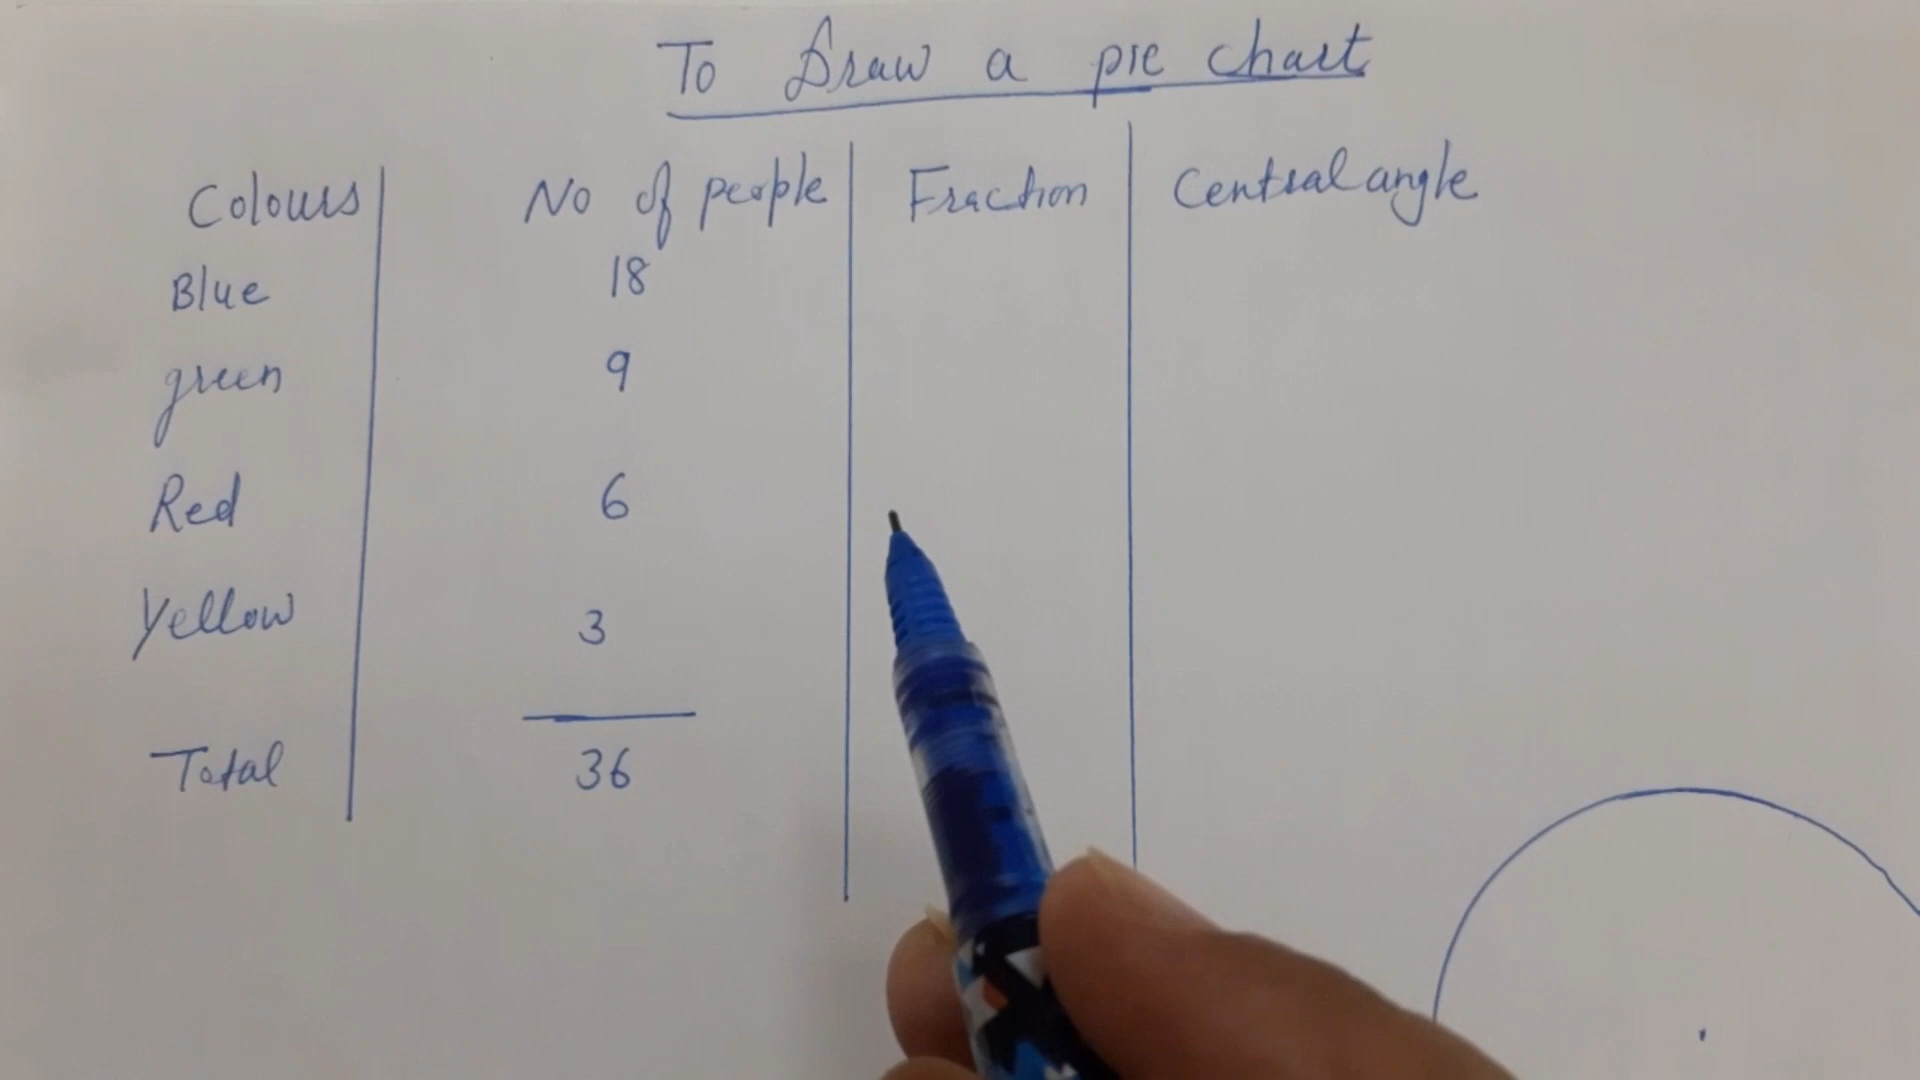 To Draw a pie chart
Colours No of people Fraction Central angle
Blue 18
green 9
Red 6
Yellow 3
Total 36